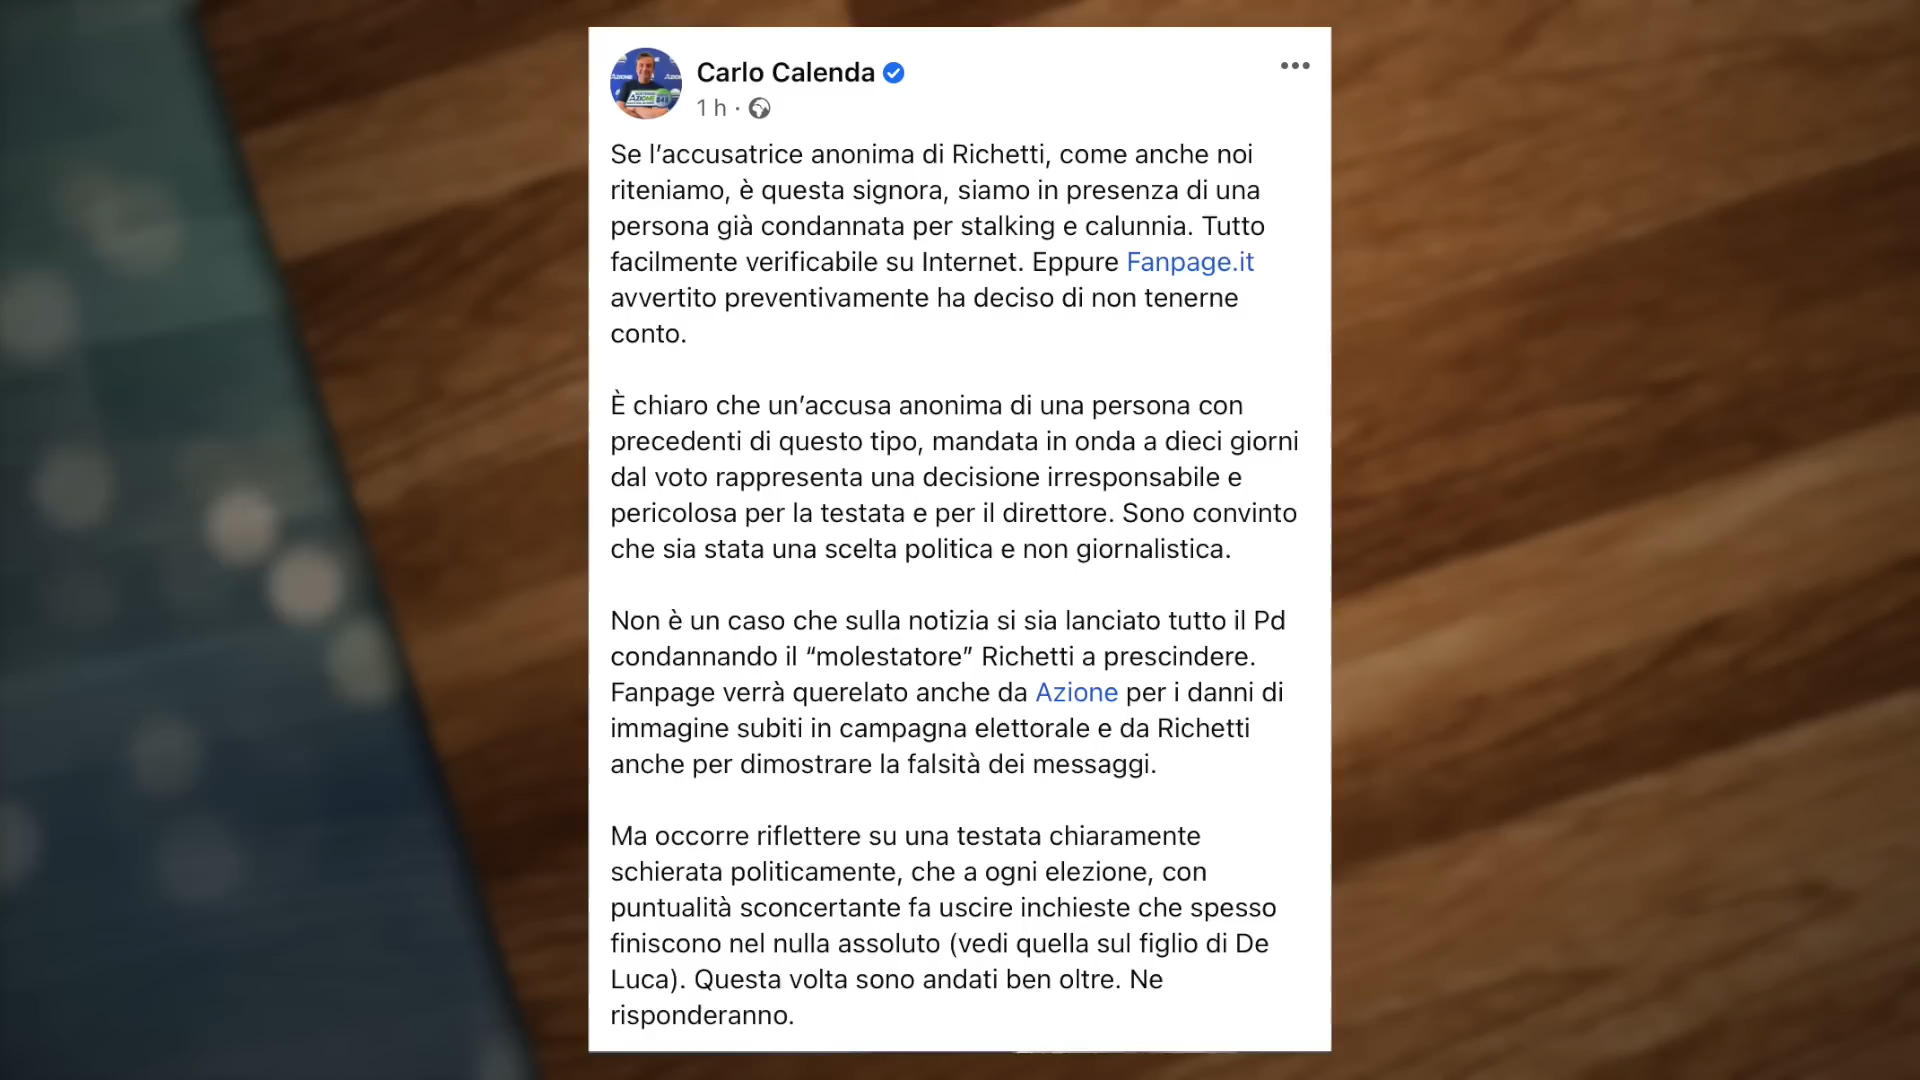 Carlo Calenda
1 h ·
Se l’accusatrice anonima di Richetti, come anche noi
riteniamo, è questa signora, siamo in presenza di una
persona già condannata per stalking e calunnia. Tutto
facilmente verificabile su Internet. Eppure Fanpage.it
avvertito preventivamente ha deciso di non tenerne
conto.
È chiaro che un’accusa anonima di una persona con
precedenti di questo tipo, mandata in onda a dieci giorni
dal voto rappresenta una decisione irresponsabile e
pericolosa per la testata e per il direttore. Sono convinto
che sia stata una scelta politica e non giornalistica.
Non è un caso che sulla notizia si sia lanciato tutto il Pd
condannando il “molestatore” Richetti a prescindere.
Fanpage verrà querelato anche da Azione per i danni di
immagine subiti in campagna elettorale e da Richetti
anche per dimostrare la falsità dei messaggi.
Ma occorre riflettere su una testata chiaramente
schierata politicamente, che a ogni elezione, con
puntualità sconcertante fa uscire inchieste che spesso
finiscono nel nulla assoluto (vedi quella sul figlio di De
Luca). Questa volta sono andati ben oltre. Ne
risponderanno.